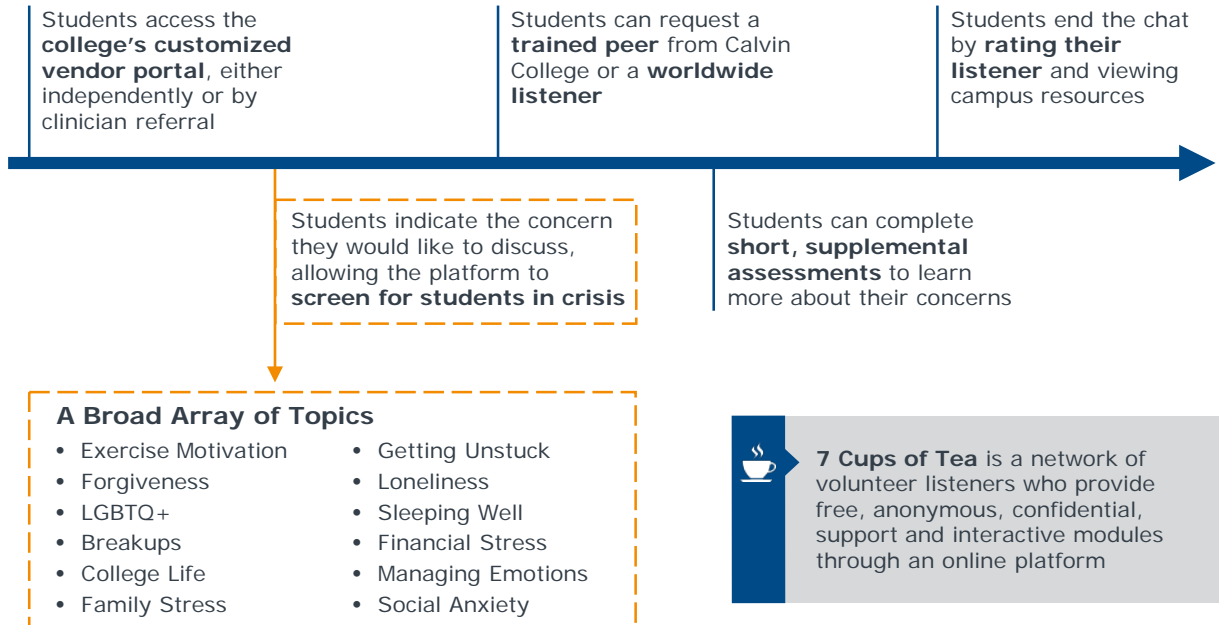 Students access the
college's customized
vendor portal, either
independently or by
clinician referral
Students can request a
trained peer from Calvin
College or a worldwide
listener
Students end the chat
by rating their
listener and viewing
campus resources
Students indicate the concern
they would like to discuss,
allowing the platform to
screen for students in crisis
Students can complete
short, supplemental
assessments to learn
more about their concerns
A Broad Array of Topics
• Exercise Motivation
• Forgiveness
• LGBTQ+
• Breakups
• College Life
• Family Stress
• Getting Unstuck
• Loneliness
• Sleeping Well
• Financial Stress
• Managing Emotions
• Social Anxiety
7 Cups of Tea is a network of
volunteer listeners who provide
free, anonymous, confidential,
support and interactive modules
through an online platform